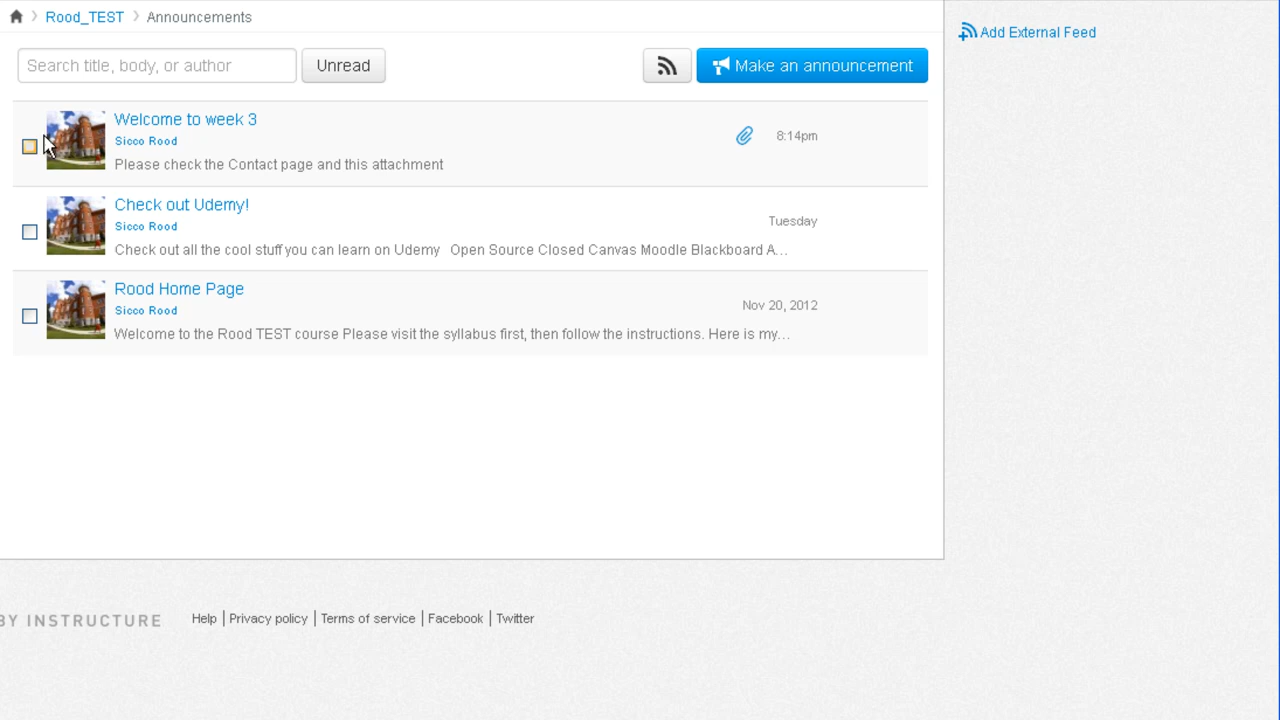 Rood_TEST Announcements
Add External Feed
Search title, body, or author Unread Make an announcement
Welcome to week 3
Sicco Rood
8:14pm
Please check the Contact page and this attachment
Check out Udemy!
Sicco Rood
Tuesday
Check out all the cool stuff you can learn on Udemy Open Source Closed Canvas Moodle Blackboard A...
Rood Home Page
Sicco Rood
Nov 20, 2012
Welcome to the Rood TEST course Please visit the syllabus first, then follow the instructions. Here is my...
BY INSTRUCTURE Help | Privacy policy | Terms of service | Facebook | Twitter